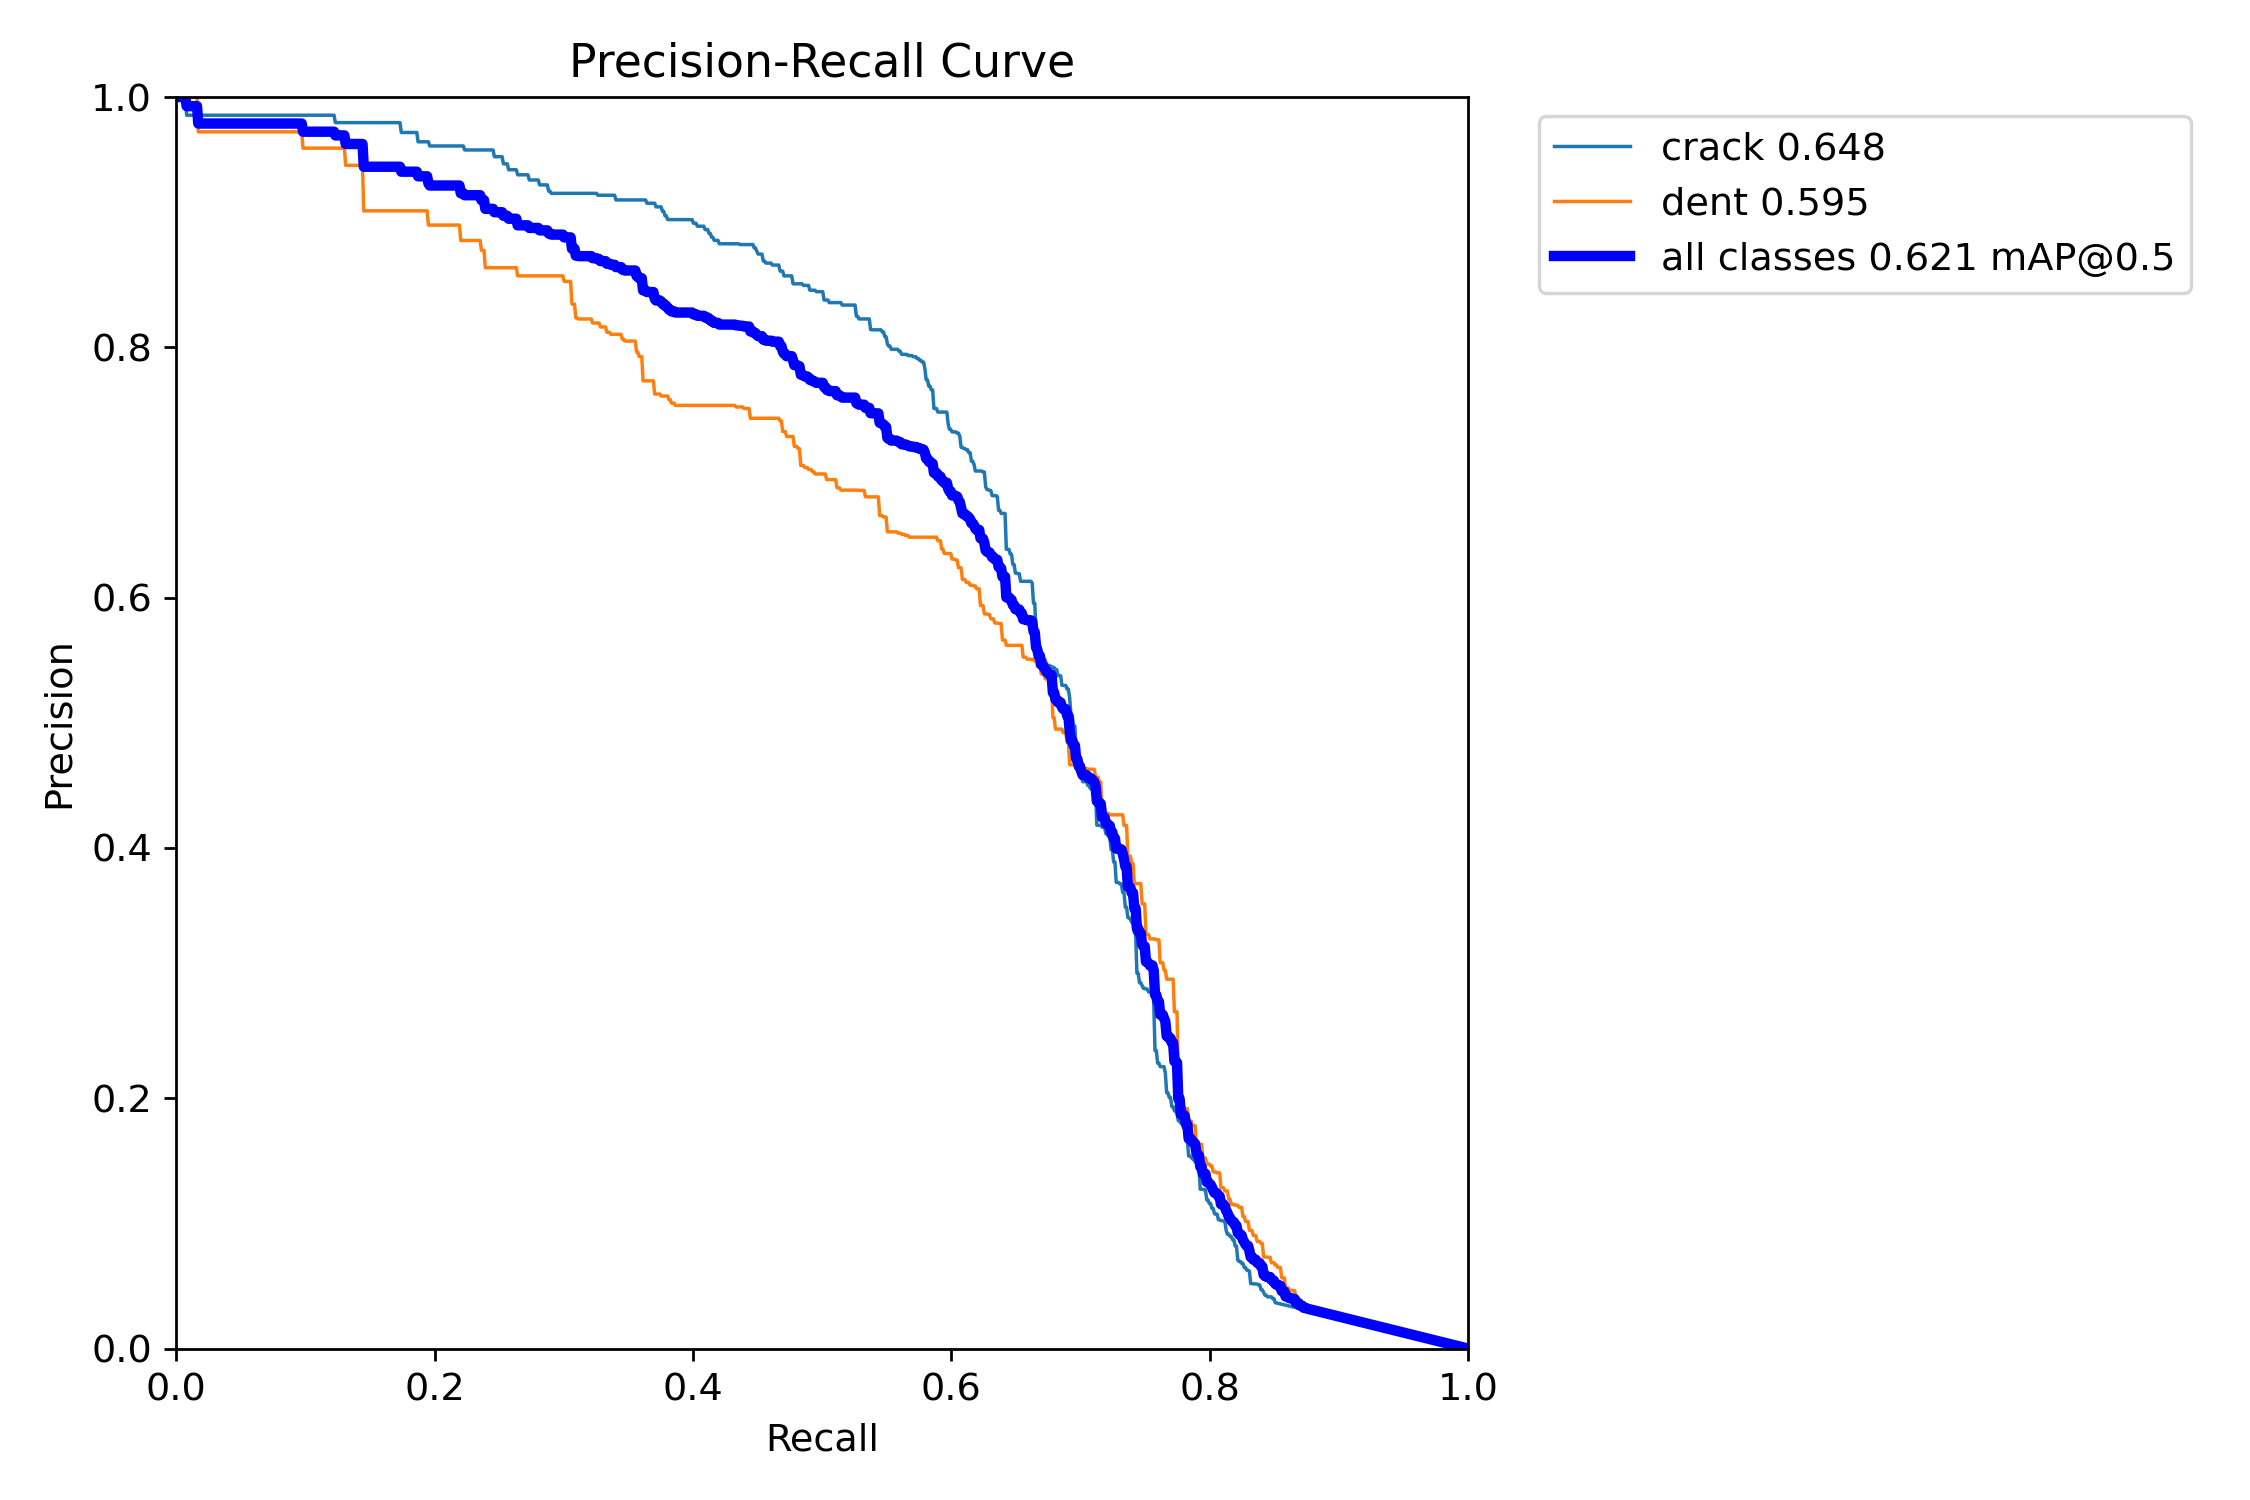 Precision-Recall Curve
crack 0.648
dent 0.595
all classes 0.621 mAP@0.5
Precision
1.0
0.8
0.6
0.4
0.2
0.0
0.0 0.2 0.4 0.6 0.8 1.0
Recall